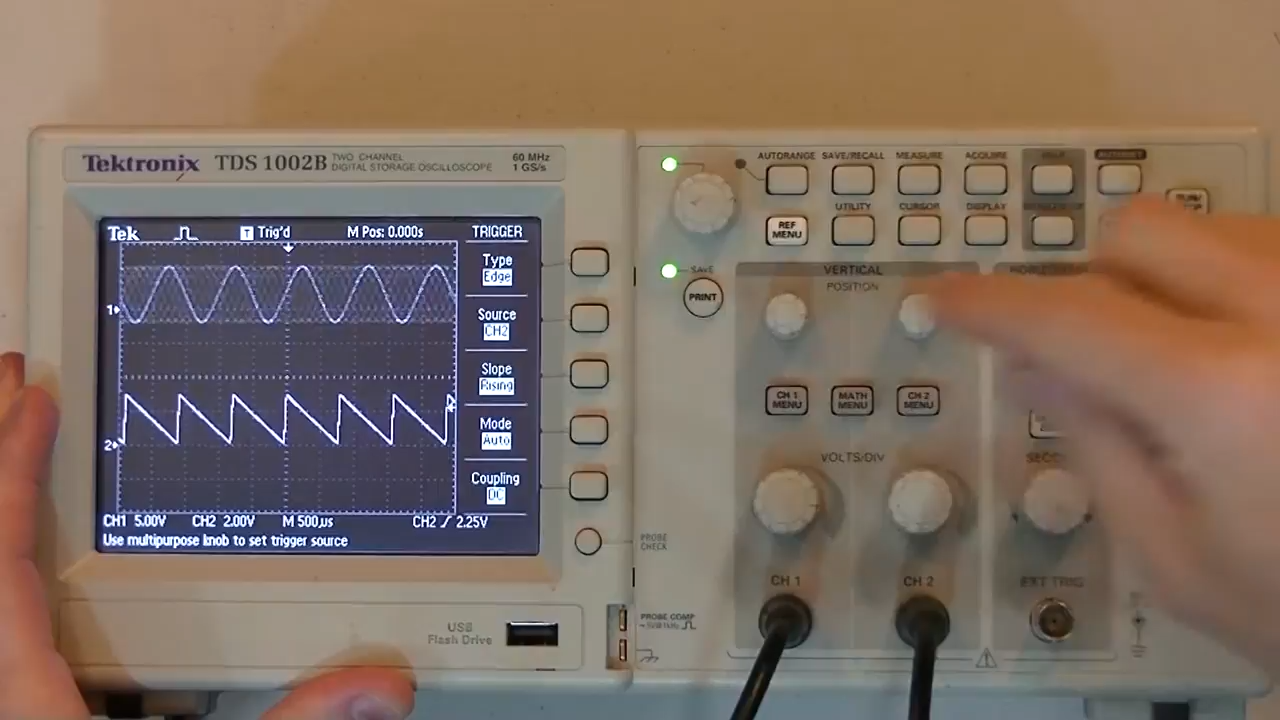 Tektronix TDS 1002B TWO CHANNEL
DIGITAL STORAGE OSCILLOSCOPE
60 MHz
1 GS/s
Tek T Trig'd M Pos: 0.000s TRIGGER
Type
Edge
Source
CH2
Slope
Rising
Mode
Auto
Coupling
DC
1
2
CH1 5.00V CH2 2.00V M 500µs CH2 2.25V
Use multipurpose knob to set trigger source
PROBE
CHECK
USB
Flash Drive
PROBE COMP
AUTORANGE SAVE/RECALL MEASURE ACQUIRE AUTOSET
REF
MENU
UTILITY CURSOR DISPLAY
SAVE
PRINT
VERTICAL
POSITION
CH 1
MENU
MATH
MENU
CH 2
MENU
VOLTS/DIV
CH 1 CH 2 EXT TRIG